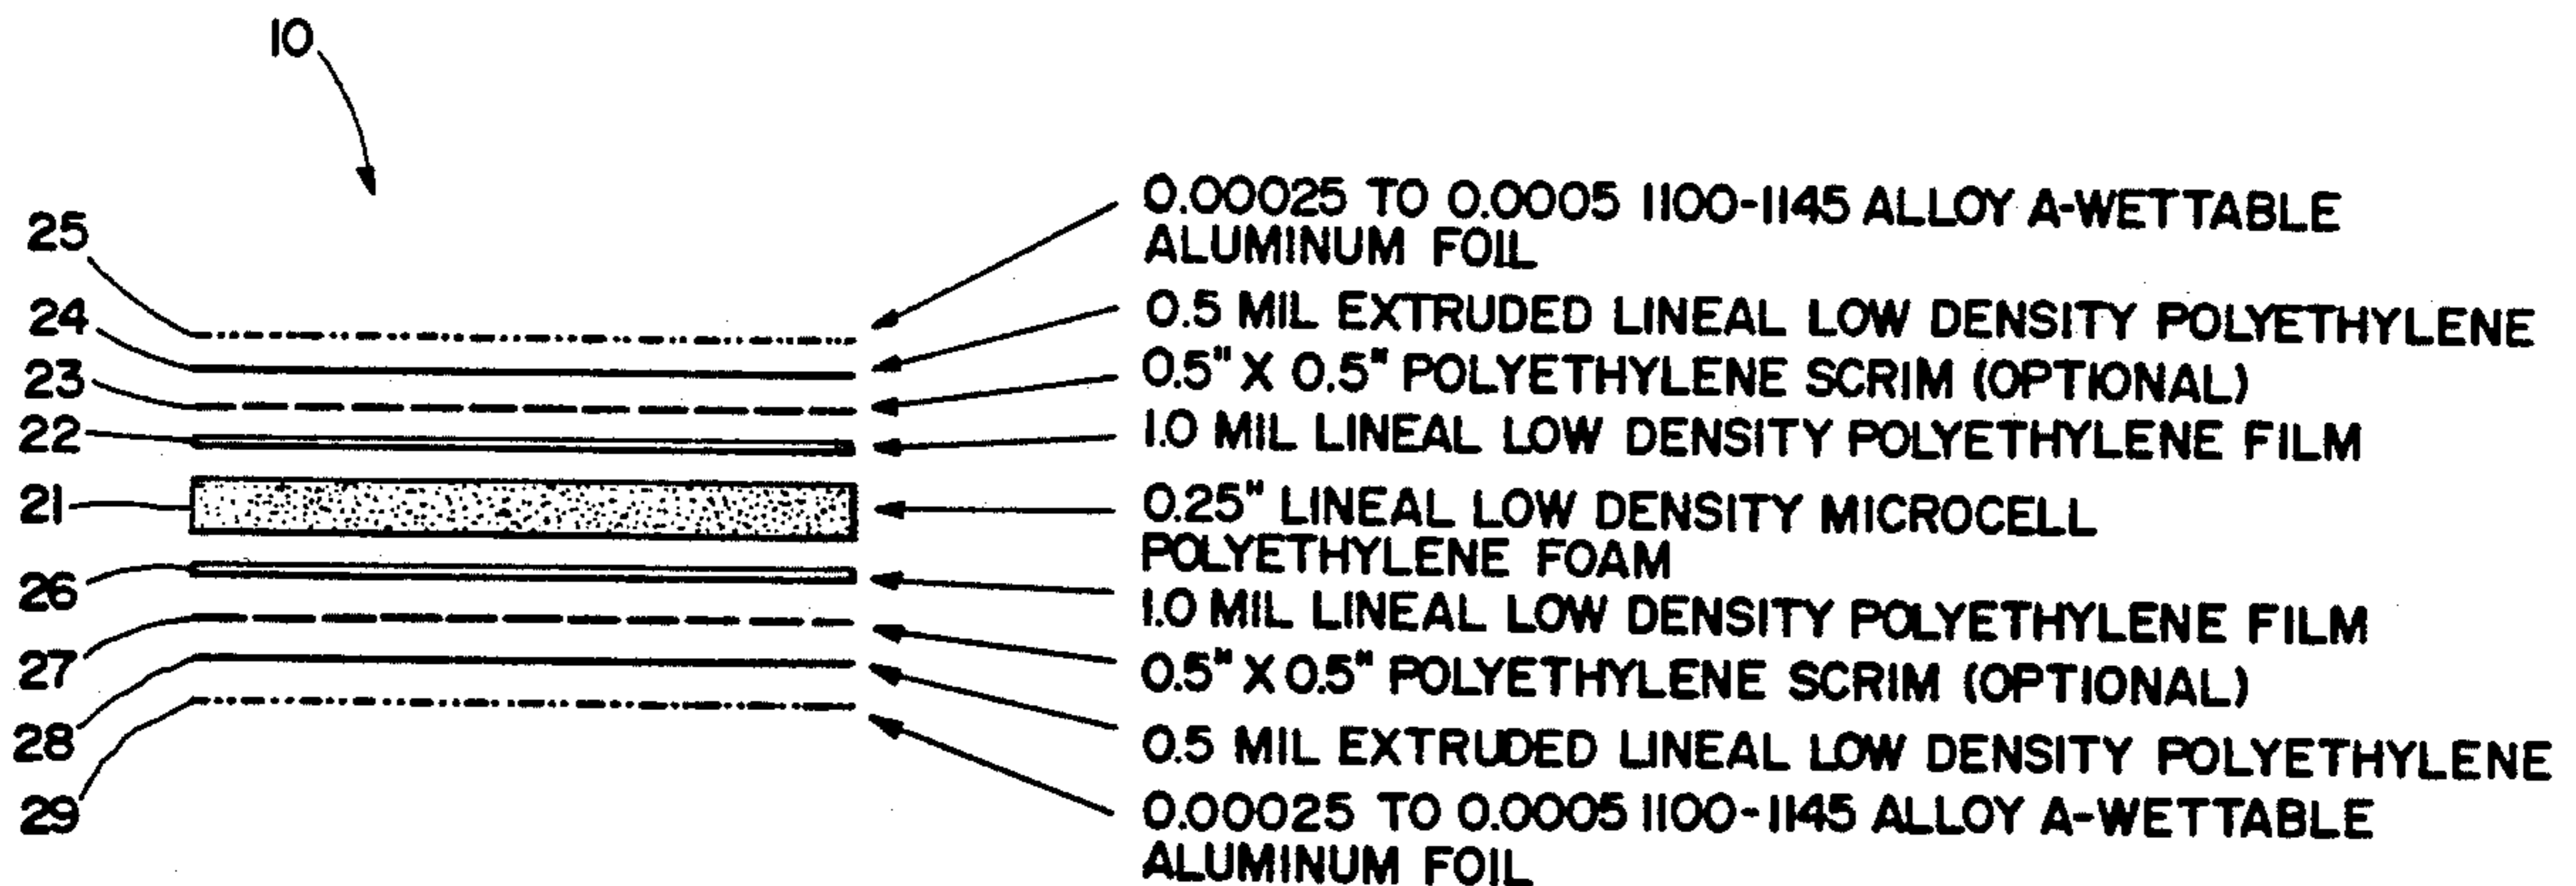 10
25
24
23
22
21
26
27
28
29
0.00025 TO 0.0005 1100-1145 ALLOY A-WETTABLE
ALUMINUM FOIL
0.5 MIL EXTRUDED LINEAL LOW DENSITY POLYETHYLENE
0.5" X 0.5" POLYETHYLENE SCRIM (OPTIONAL)
1.0 MIL LINEAL LOW DENSITY POLYETHYLENE FILM
0.25" LINEAL LOW DENSITY MICROCELL
POLYETHYLENE FOAM
1.0 MIL LINEAL LOW DENSITY POLYETHYLENE FILM
0.5" X 0.5" POLYETHYLENE SCRIM (OPTIONAL)
0.5 MIL EXTRUDED LINEAL LOW DENSITY POLYETHYLENE
0.00025 TO 0.0005 1100-1145 ALLOY A-WETTABLE
ALUMINUM FOIL